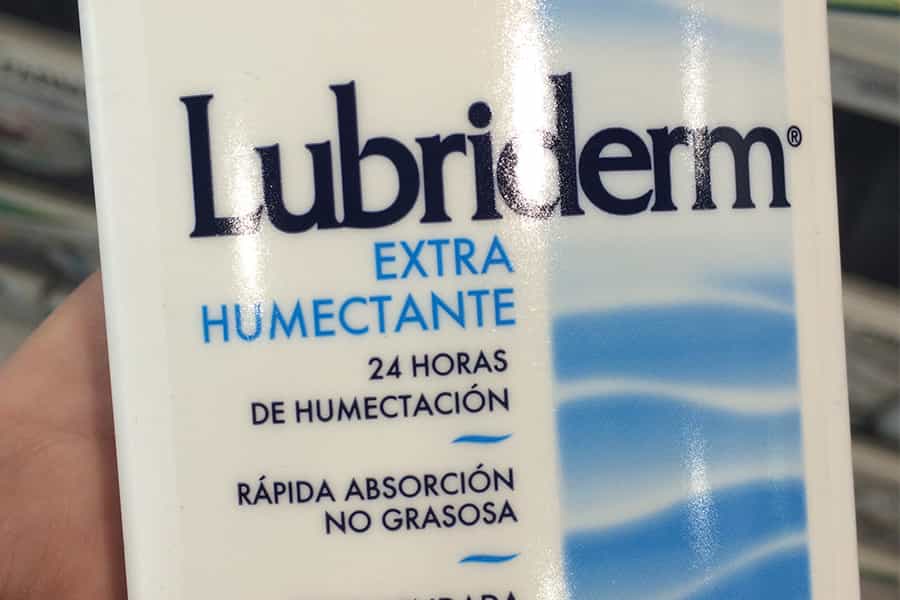 Lubriderm®
EXTRA
HUMECTANTE
24 HORAS
DE HUMECTACIÓN
RÁPIDA ABSORCIÓN
NO GRASOSA